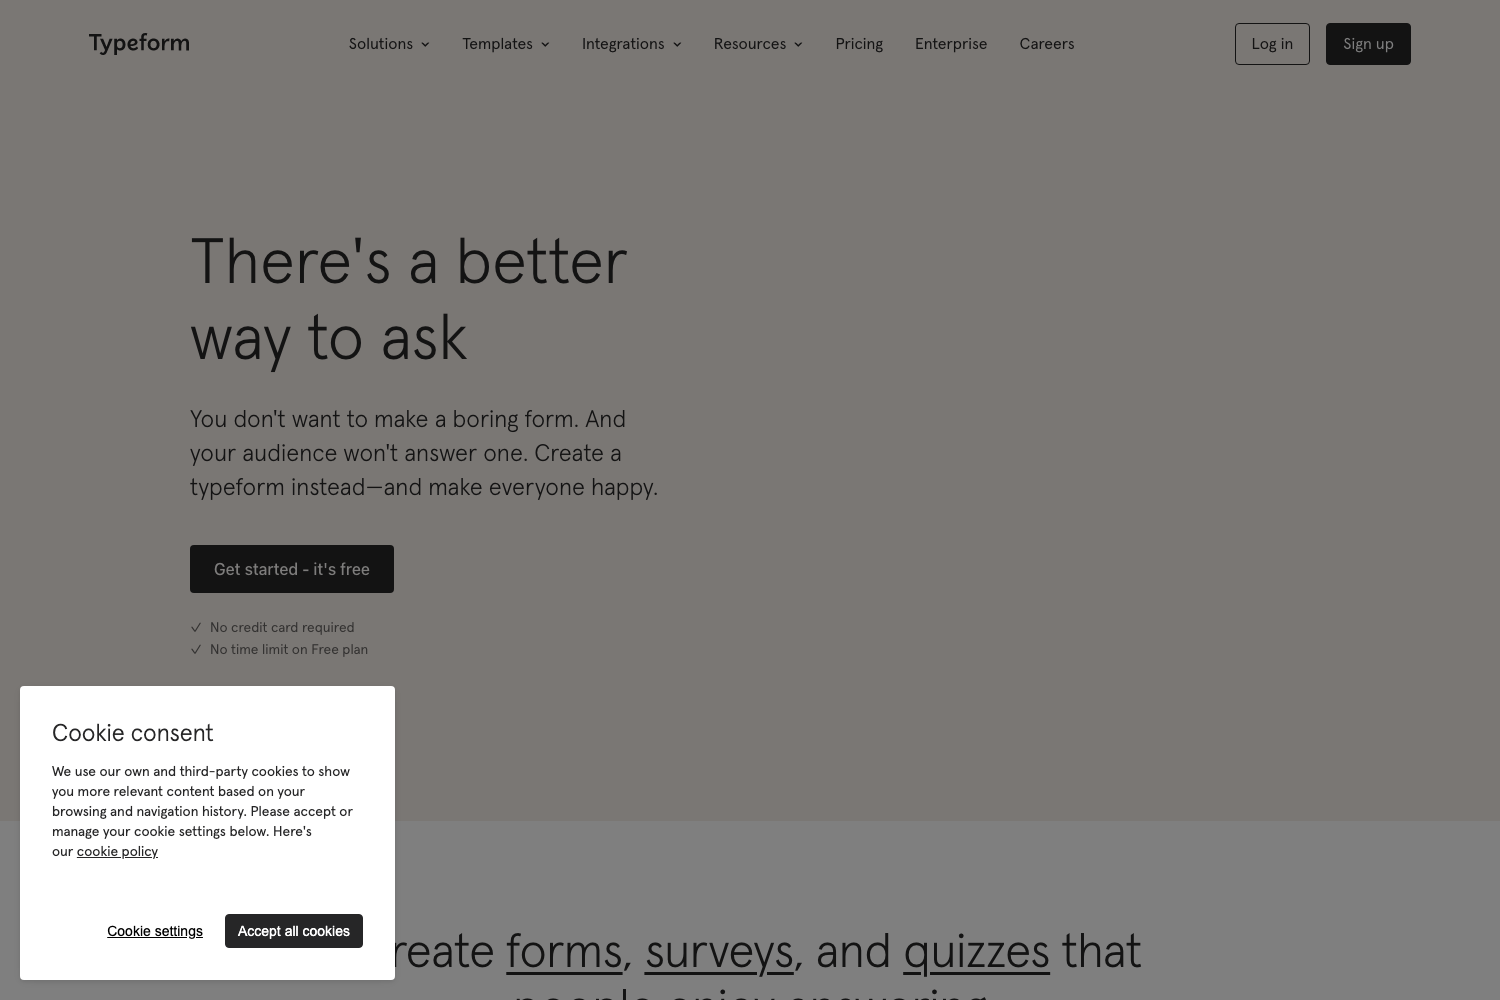 Typeform
Solutions
Templates
Integrations
Resources
Pricing
Enterprise
Careers
Log in
Sign up
There's a better
way to ask
You don't want to make a boring form. And
your audience won't answer one. Create a
typeform instead—and make everyone happy.
Get started - it's free
No credit card required
No time limit on Free plan
Cookie consent
We use our own and third-party cookies to show
you more relevant content based on your
browsing and navigation history. Please accept or
manage your cookie settings below. Here's
our cookie policy
Cookie settings
Accept all cookies
reate forms, surveys, and quizzes that
people enjoy answering